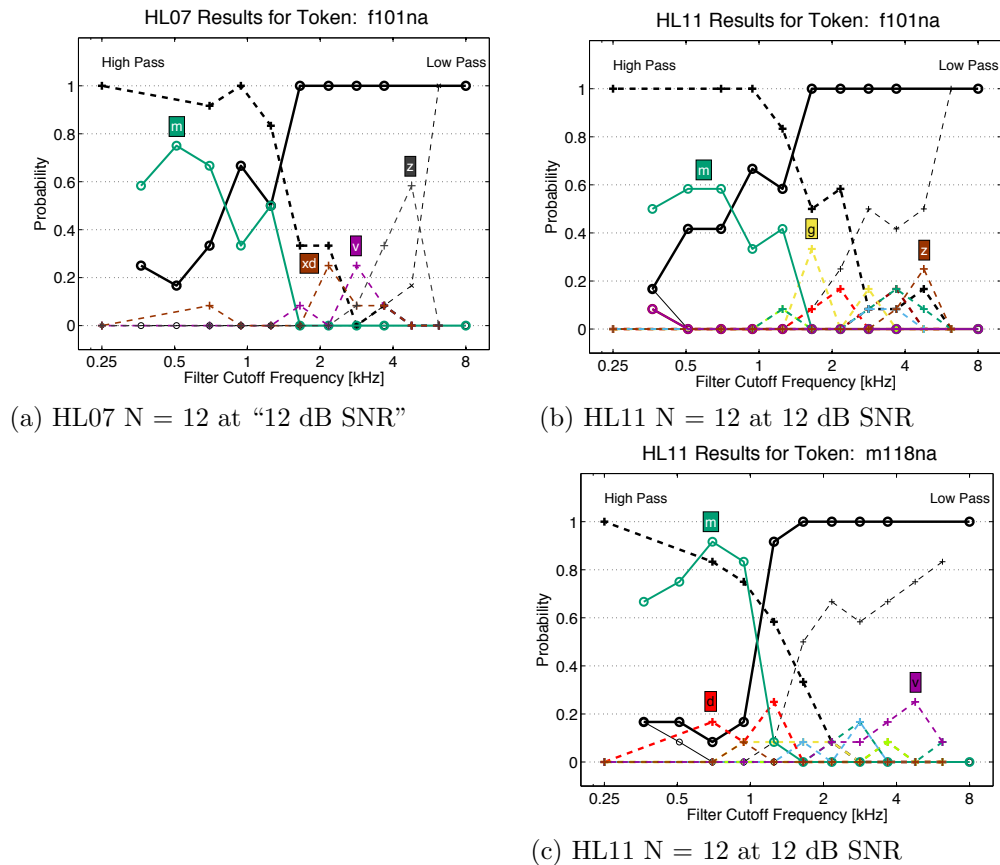 HL07 Results for Token: f101na
High Pass
Low Pass
1
0.8
0.6
0.4
0.2
0
Probability
m
z
v
xd
0.25
0.5
1
2
4
8
Filter Cutoff Frequency [kHz]
(a) HL07 N = 12 at “12 dB SNR”
HL11 Results for Token: f101na
High Pass
Low Pass
1
0.8
0.6
0.4
0.2
0
Probability
m
g
z
0.25
0.5
1
2
4
8
Filter Cutoff Frequency [kHz]
(b) HL11 N = 12 at 12 dB SNR
HL11 Results for Token: m118na
High Pass
Low Pass
1
0.8
0.6
0.4
0.2
0
Probability
m
d
v
0.25
0.5
1
2
4
8
Filter Cutoff Frequency [kHz]
(c) HL11 N = 12 at 12 dB SNR